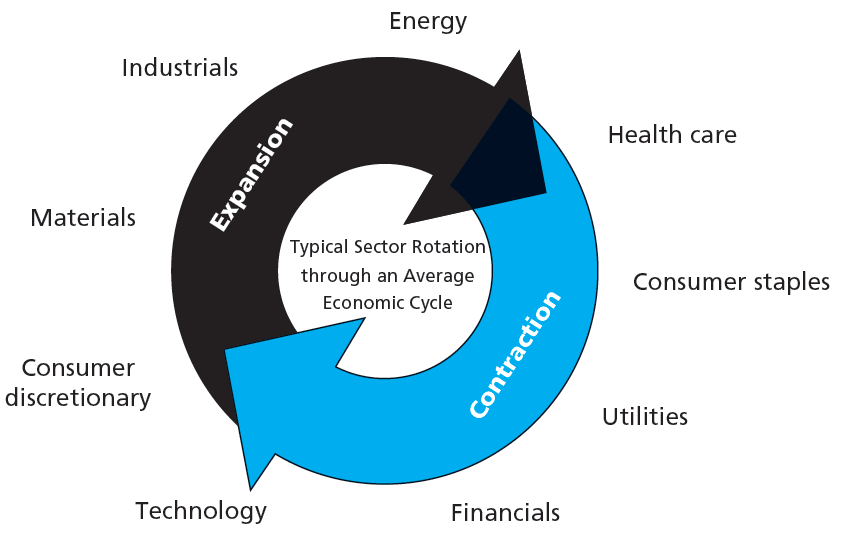 Energy
Industrials
Health care
Expansion
Materials
Typical Sector Rotation
through an Average
Economic Cycle
Consumer staples
Contraction
Consumer
discretionary
Utilities
Technology
Financials